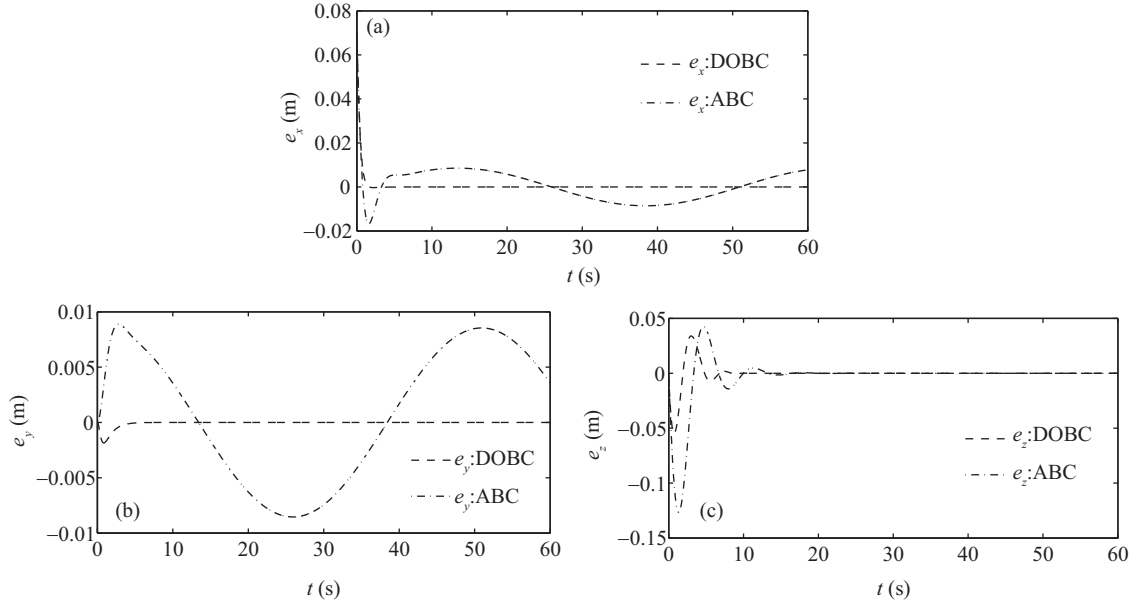 0.08
(a)
0.06
e_x:DOBC
0.04
e_x:ABC
e_x (m)
0.02
0
–0.02
0 10 20 30 40 50 60
t (s)
0.01
0.005
0
e_y (m)
–0.005
e_y:DOBC
e_y:ABC
(b)
–0.01
0 10 20 30 40 50 60
t (s)
0.05
0
–0.05
e_z (m)
e_z:DOBC
–0.1
e_z:ABC
(c)
–0.15
0 10 20 30 40 50 60
t (s)